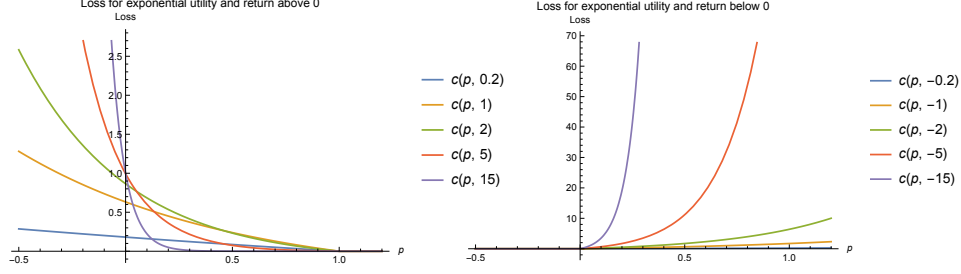 Loss for exponential utility and return above 0
Loss
2.5
2.0
1.5
1.0
0.5
-0.5
0.5
1.0
p
c(p, 0.2)
c(p, 1)
c(p, 2)
c(p, 5)
c(p, 15)
Loss for exponential utility and return below 0
Loss
70
60
50
40
30
20
10
-0.5
0.5
1.0
p
c(p, -0.2)
c(p, -1)
c(p, -2)
c(p, -5)
c(p, -15)